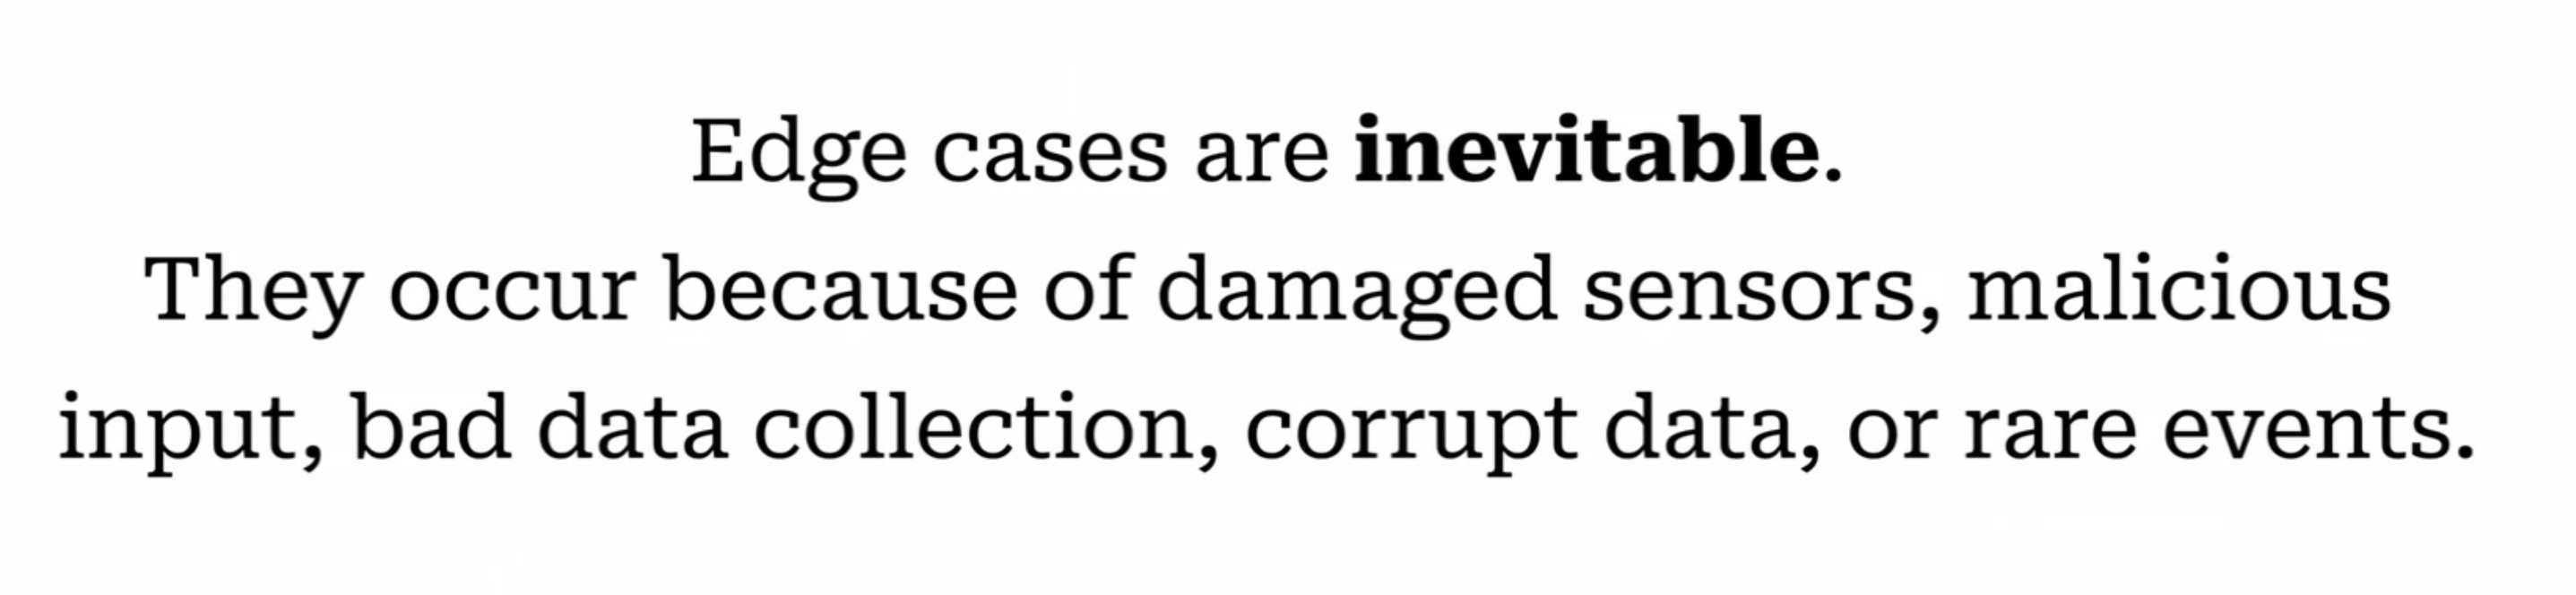 Edge cases are inevitable.
They occur because of damaged sensors, malicious
input, bad data collection, corrupt data, or rare events.